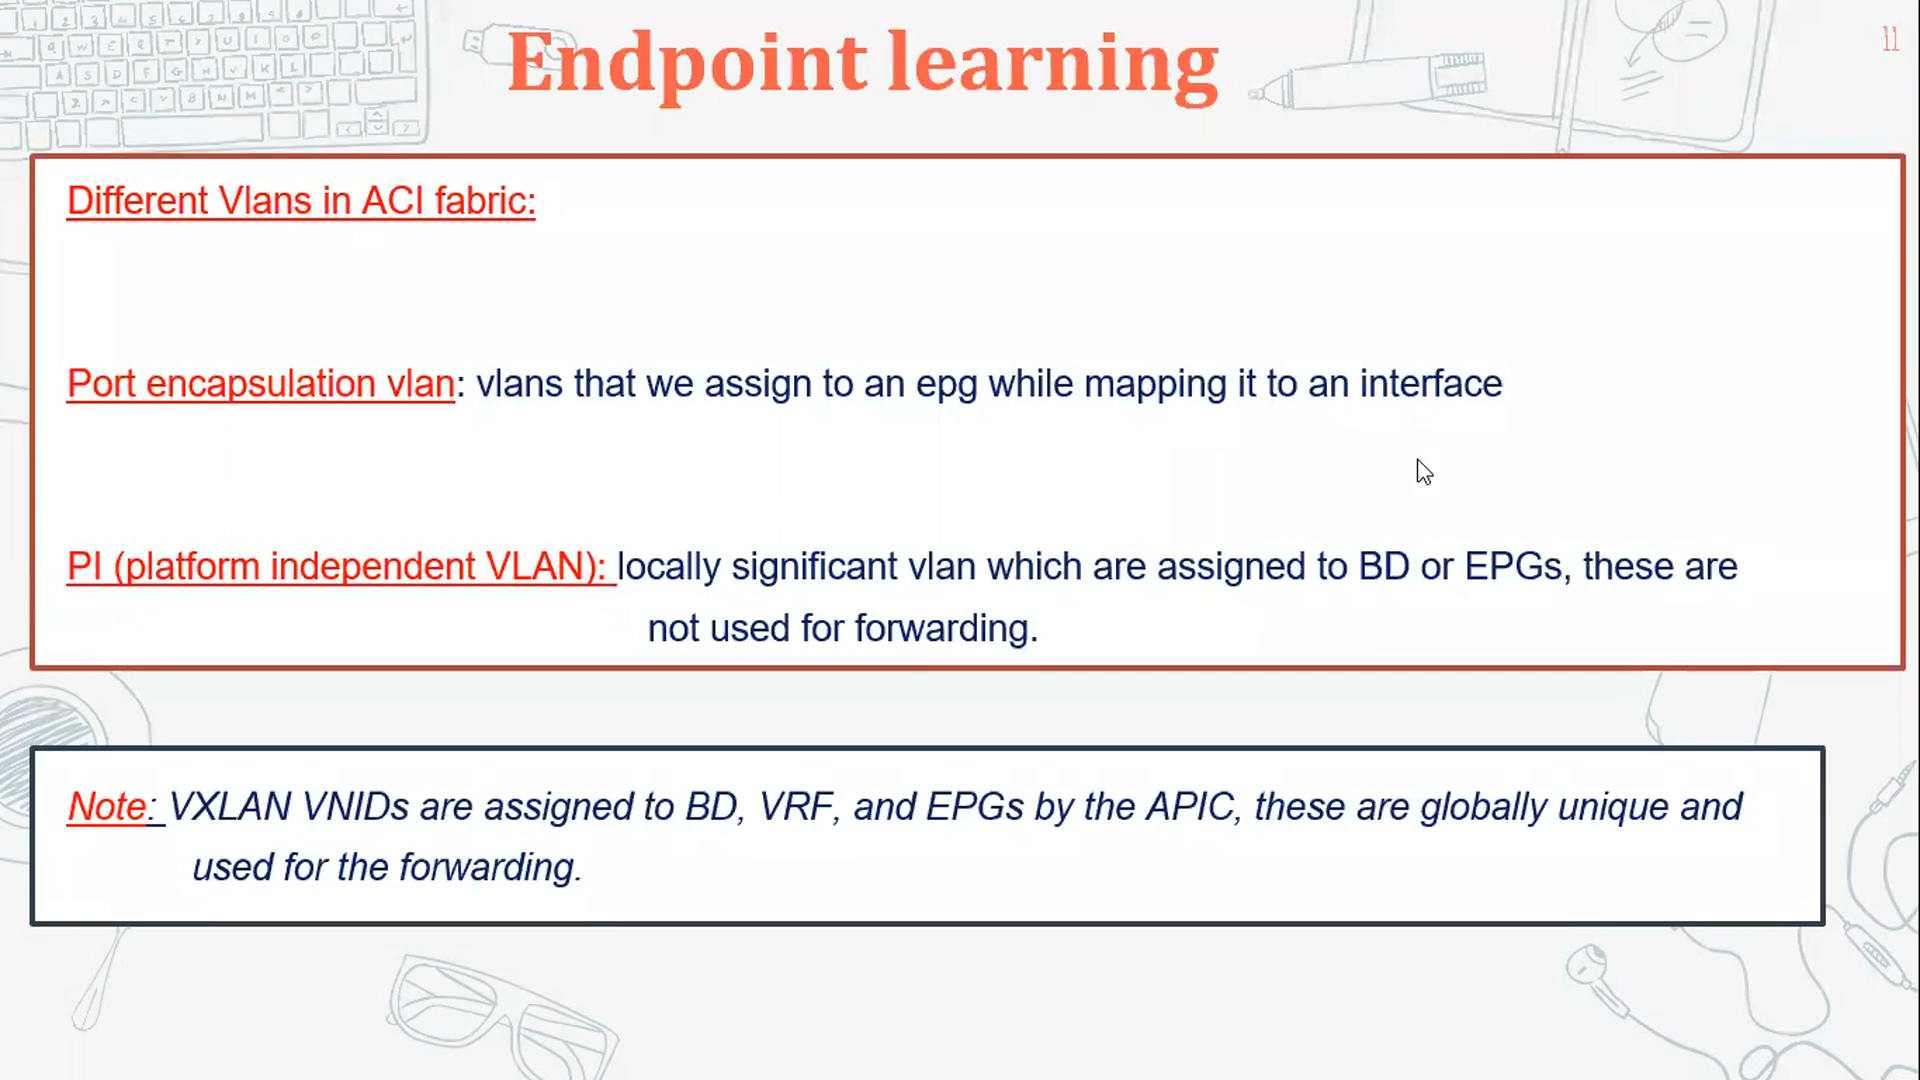 Endpoint learning
11
Different Vlans in ACI fabric:
Port encapsulation vlan: vlans that we assign to an epg while mapping it to an interface
PI (platform independent VLAN): locally significant vlan which are assigned to BD or EPGs, these are
not used for forwarding.
Note: VXLAN VNIDs are assigned to BD, VRF, and EPGs by the APIC, these are globally unique and
used for the forwarding.